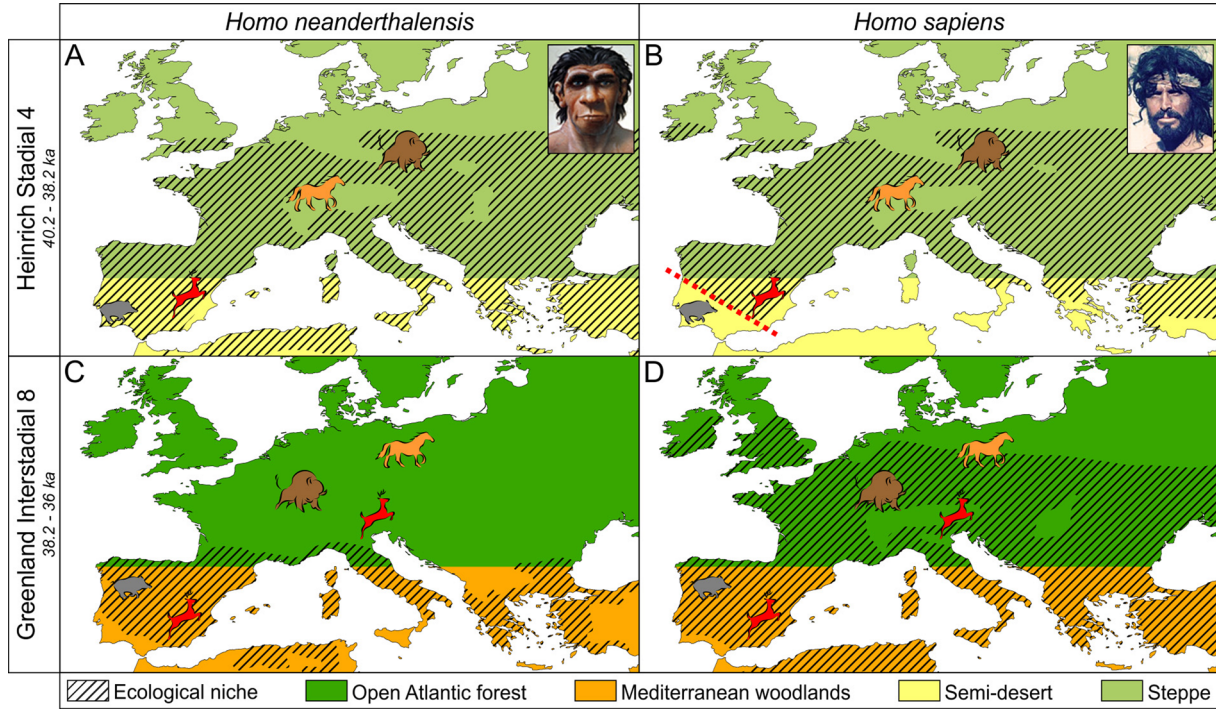 Homo neanderthalensis
Homo sapiens
Heinrich Stadial 4
40.2 - 38.2 ka
A
B
Greenland Interstadial 8
38.2 - 36 ka
C
D
Ecological niche
Open Atlantic forest
Mediterranean woodlands
Semi-desert
Steppe